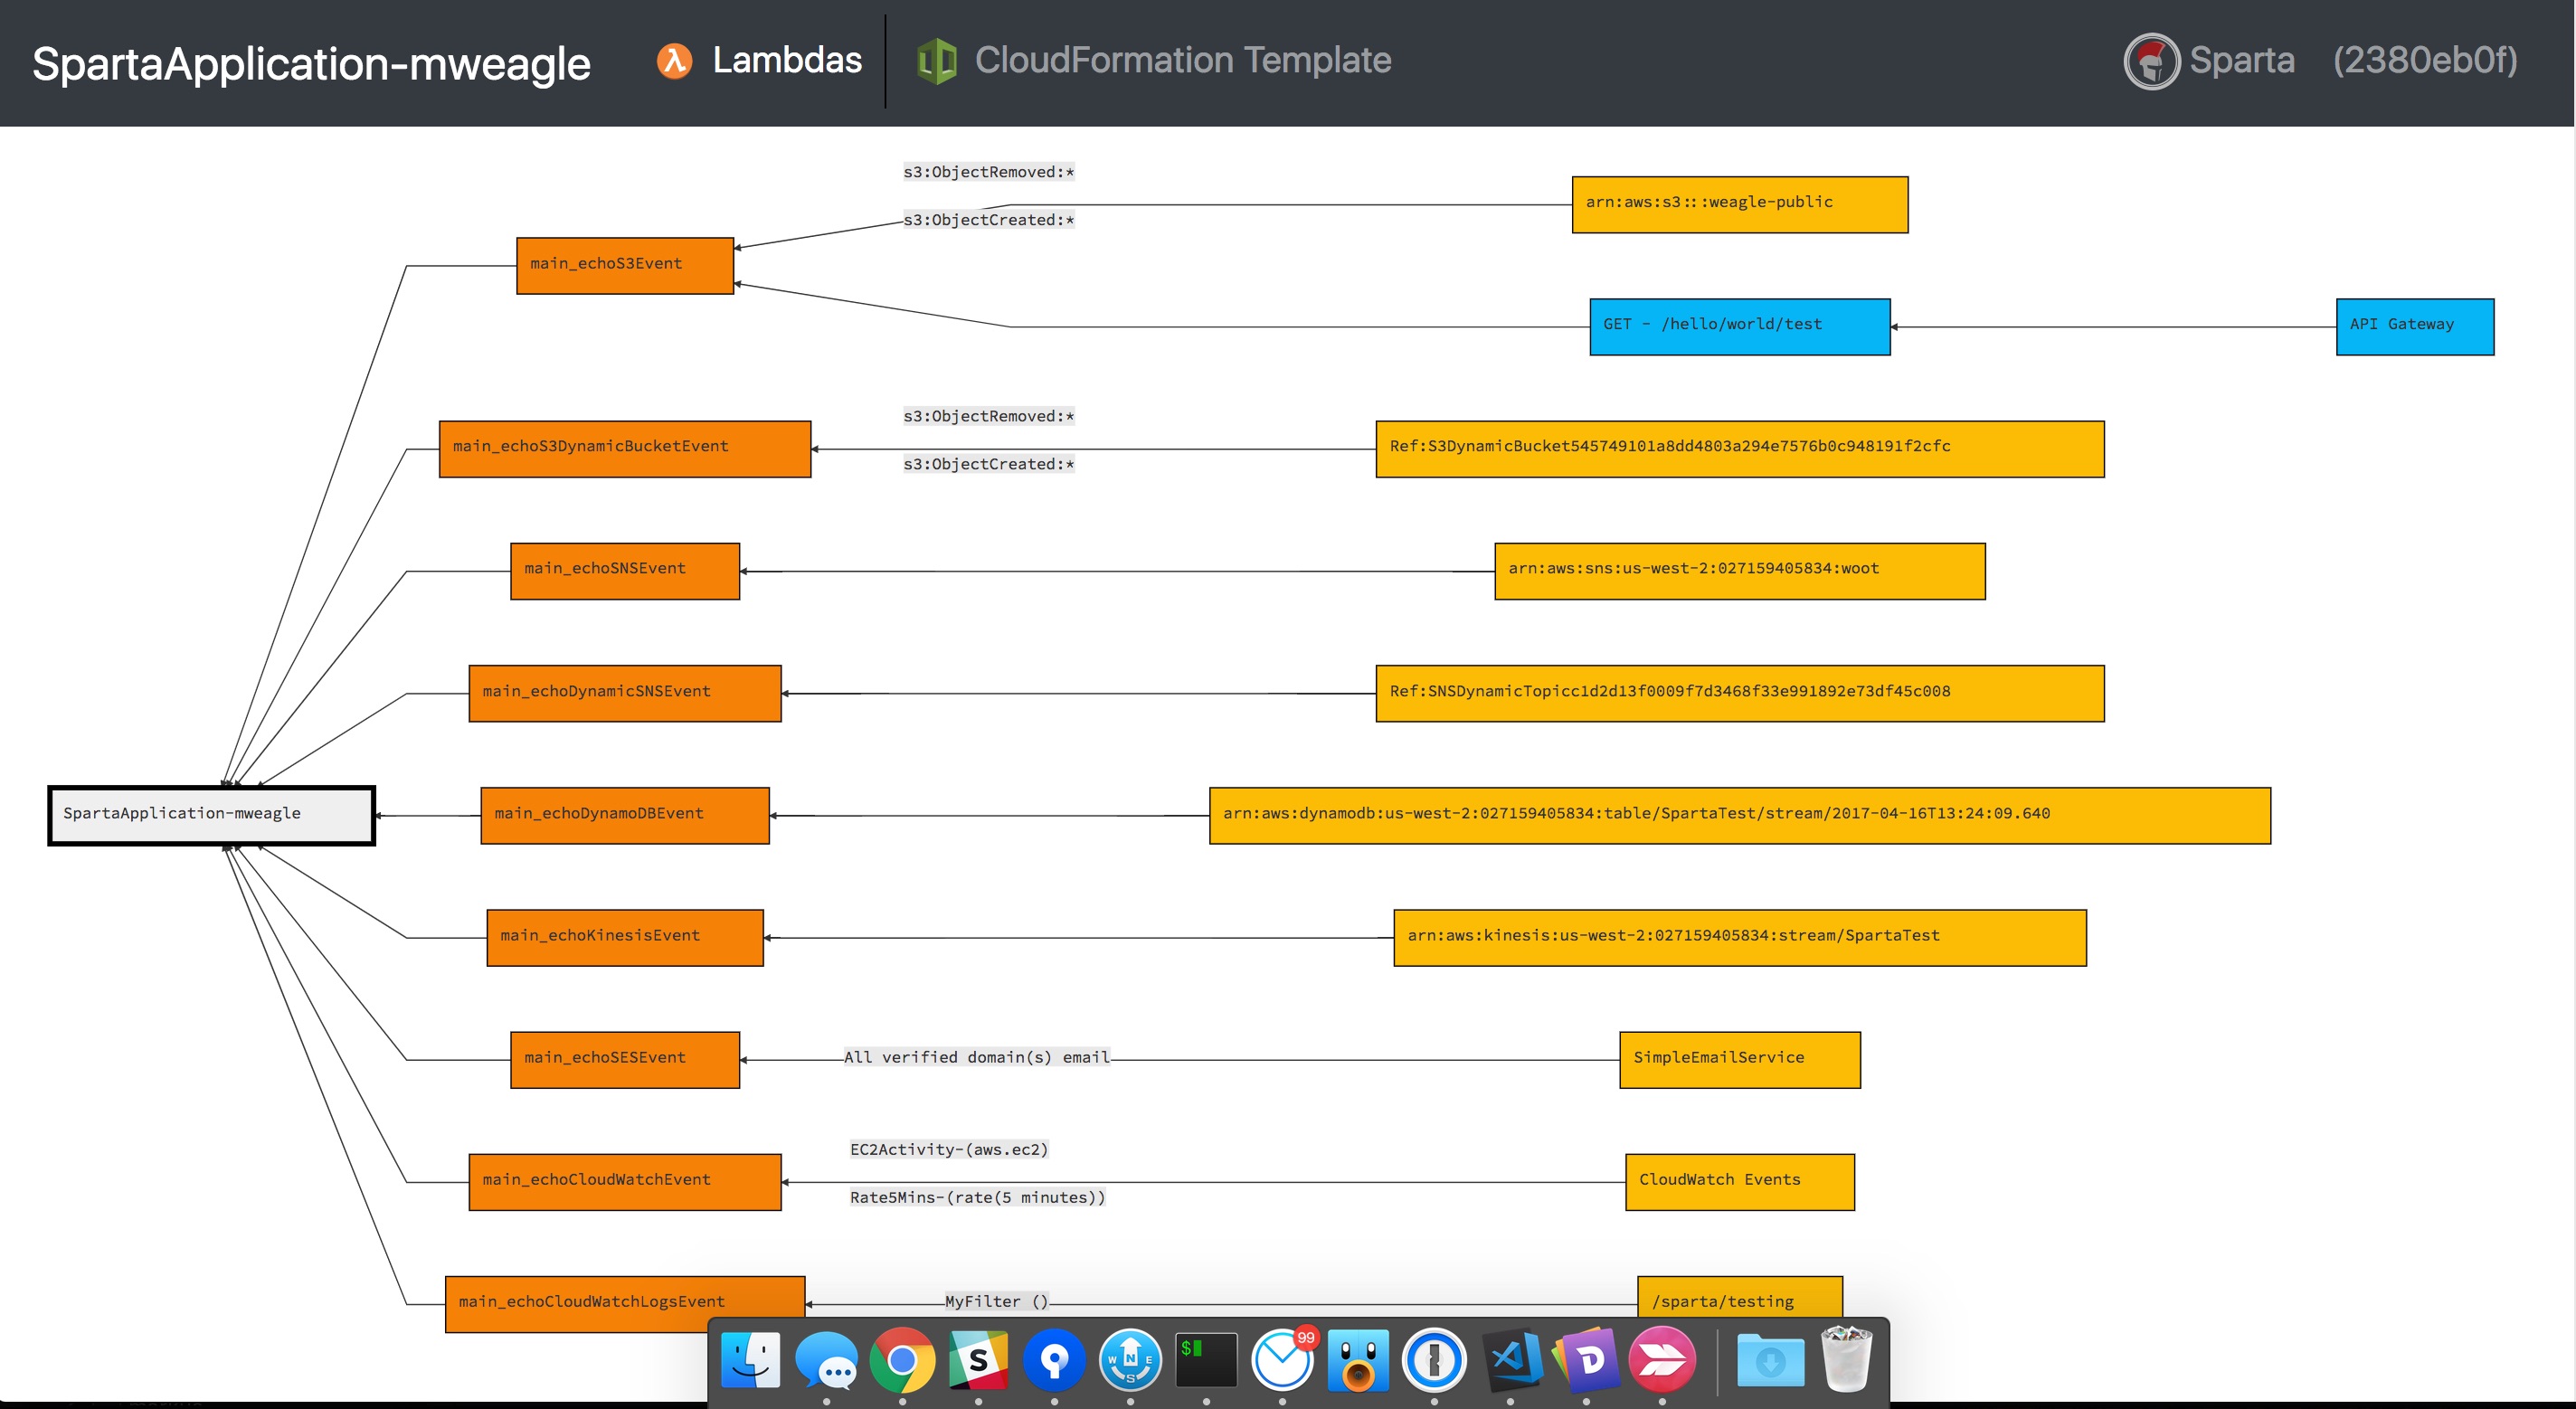 SpartaApplication-mweagle
Lambdas
CloudFormation Template
Sparta (2380eb0f)
s3:ObjectRemoved:*
arn:aws:s3:::weagle-public
s3:ObjectCreated:*
main_echoS3Event
GET - /hello/world/test
API Gateway
s3:ObjectRemoved:*
main_echoS3DynamicBucketEvent
Ref:S3DynamicBucket545749101a8dd4803a294e7576b0c948191f2cfc
s3:ObjectCreated:*
main_echoSNSEvent
arn:aws:sns:us-west-2:027159405834:woot
main_echoDynamicSNSEvent
Ref:SNSDynamicTopicc1d2d13f0009f7d3468f33e991892e73df45c008
SpartaApplication-mweagle
main_echoDynamoDBEvent
arn:aws:dynamodb:us-west-2:027159405834:table/SpartaTest/stream/2017-04-16T13:24:09.640
main_echoKinesisEvent
arn:aws:kinesis:us-west-2:027159405834:stream/SpartaTest
main_echoSESEvent
All verified domain(s) email
SimpleEmailService
EC2Activity-(aws.ec2)
main_echoCloudWatchEvent
CloudWatch Events
Rate5Mins-(rate(5 minutes))
main_echoCloudWatchLogsEvent
MyFilter ()
/sparta/testing
S
W N E
S
$
99
D